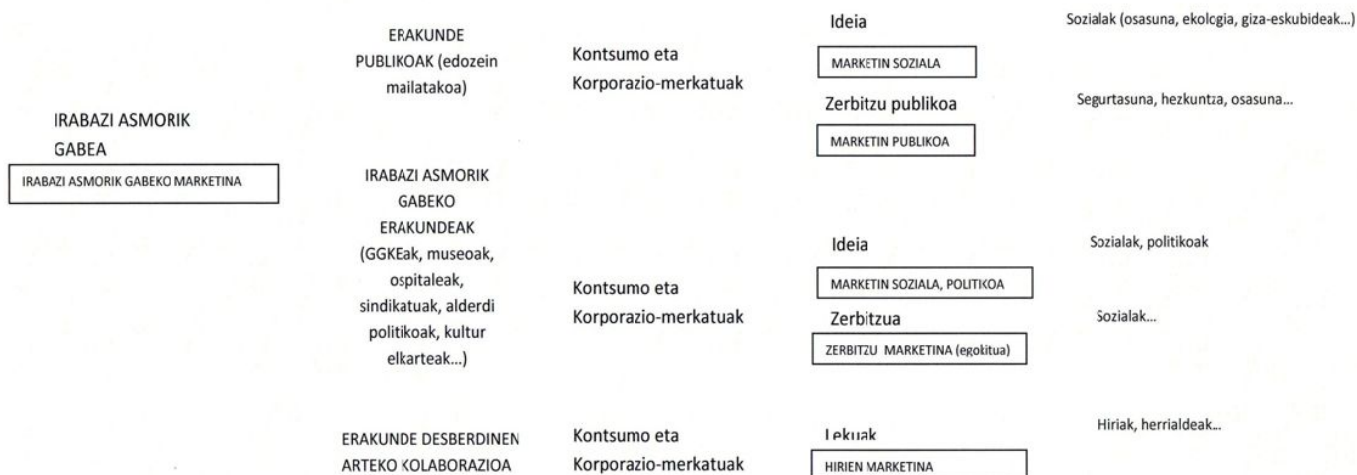 IRABAZI ASMORIK
GABEA
IRABAZI ASMORIK GABEKO MARKETINA
ERAKUNDE
PUBLIKOAK (edozein
mailatakoa)
Kontsumo eta
Korporazio-merkatuak
Ideia
MARKETIN SOZIALA
Sozialak (osasuna, ekologia, giza-eskubideak...)
Zerbitzu publikoa
MARKETIN PUBLIKOA
Segurtasuna, hezkuntza, osasuna...
IRABAZI ASMORIK
GABEKO
ERAKUNDEAK
(GGKEak, museoak,
ospitaleak,
sindikatuak, alderdi
politikoak, kultur
elkarteak...)
Kontsumo eta
Korporazio-merkatuak
Ideia
MARKETIN SOZIALA, POLITIKOA
Sozialak, politikoak
Zerbitzua
ZERBITZU MARKETINA (egokitua)
Sozialak...
ERAKUNDE DESBERDINEN
ARTEKO KOLABORAZIOA
Kontsumo eta
Korporazio-merkatuak
Lekuak
HIRIEN MARKETINA
Hiriak, herrialdeak...